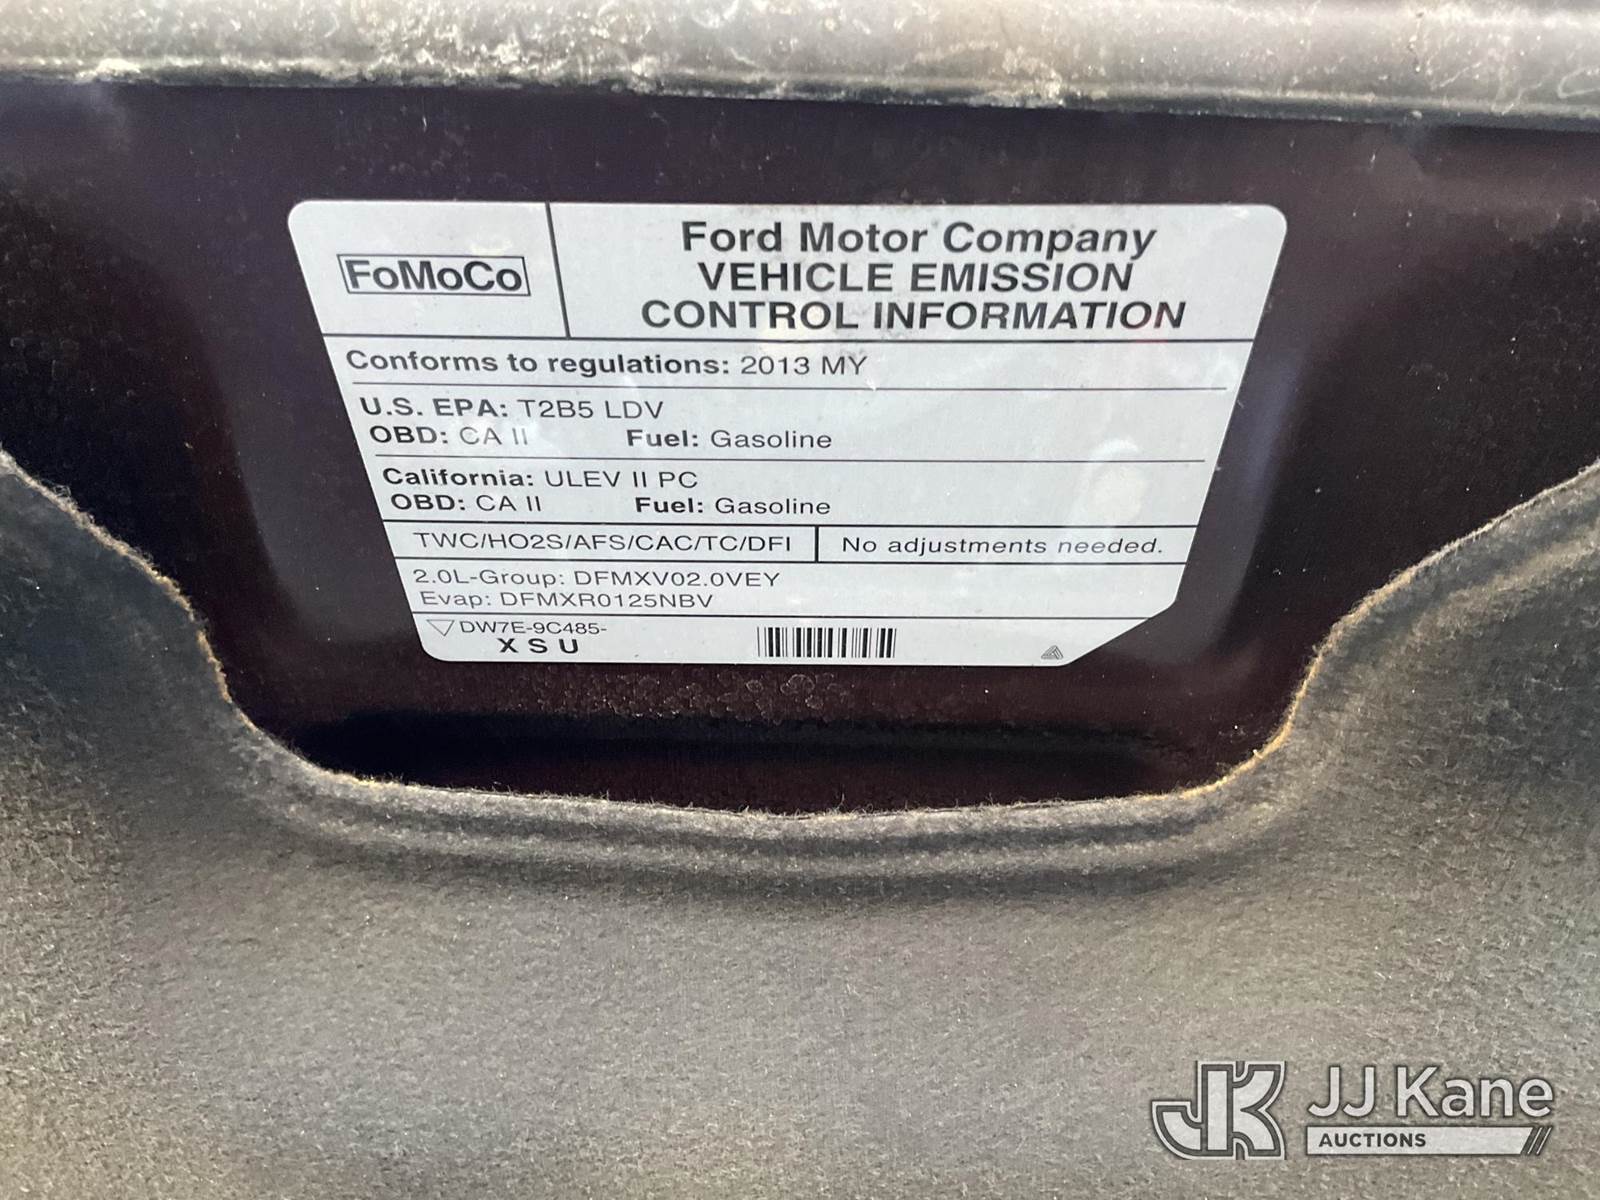 FoMoCo
Ford Motor Company
VEHICLE EMISSION
CONTROL INFORMATION
Conforms to regulations: 2013 MY
U.S. EPA: T2B5 LDV
OBD: CA II Fuel: Gasoline
California: ULEV II PC
OBD: CA II Fuel: Gasoline
TWC/HO2S/AFS/CAC/TC/DFI No adjustments needed.
2.0L-Group: DFMXV02.0VEY
Evap: DFMXR0125NBV
DW7E-9C485-
X S U
JK JJ Kane
AUCTIONS